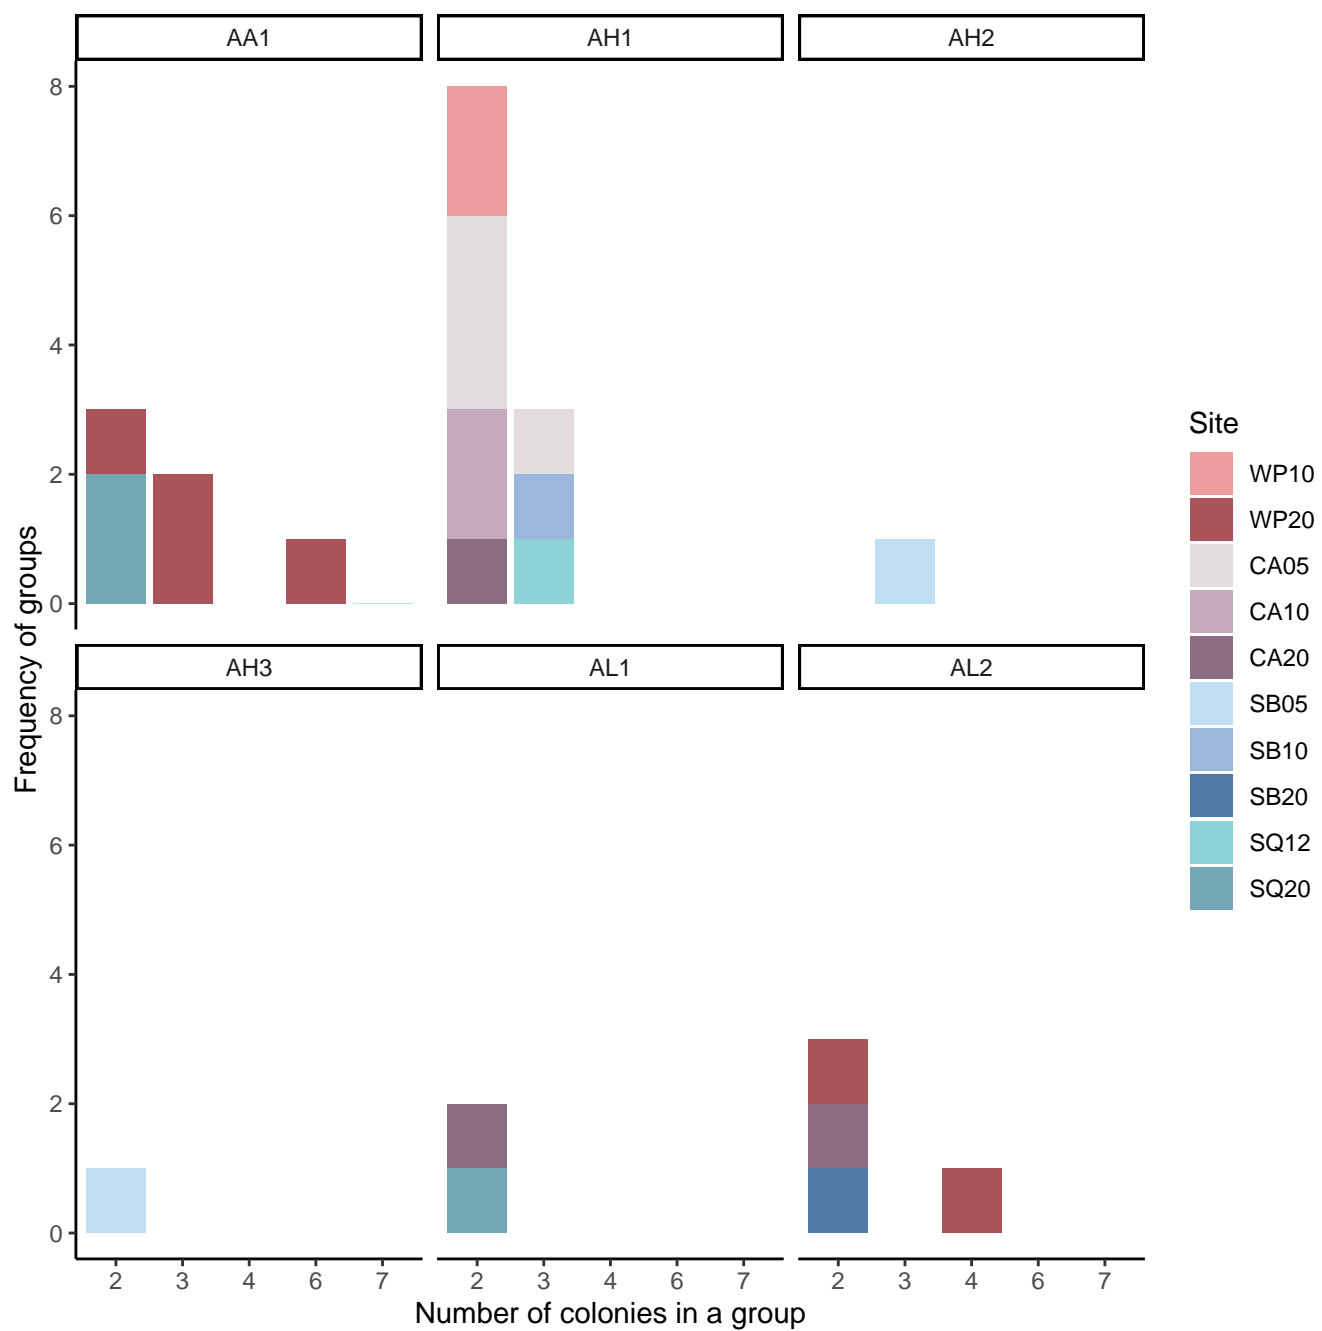 AA1
AH1
AH2
8
6
4
2
0
AH3
AL1
AL2
8
6
4
2
0
2 3 4 6 7
2 3 4 6 7
2 3 4 6 7
Number of colonies in a group
Frequency of groups
Site
WP10
WP20
CA05
CA10
CA20
SB05
SB10
SB20
SQ12
SQ20